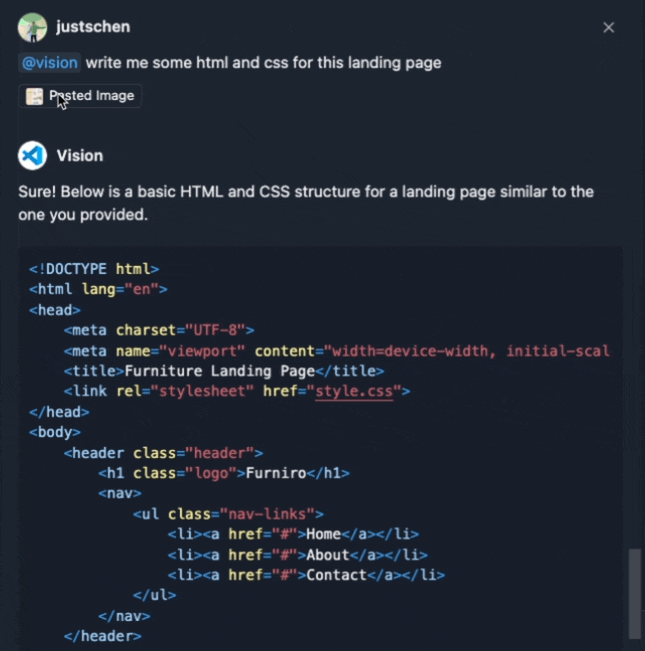 justschen
@vision write me some html and css for this landing page
Pasted Image
Vision
Sure! Below is a basic HTML and CSS structure for a landing page similar to the
one you provided.
<!DOCTYPE html>
<html lang="en">
<head>
    <meta charset="UTF-8">
    <meta name="viewport" content="width=device-width, initial-scal
    <title>Furniture Landing Page</title>
    <link rel="stylesheet" href="style.css">
</head>
<body>
    <header class="header">
        <h1 class="logo">Furniro</h1>
        <nav>
            <ul class="nav-links">
                <li><a href="#">Home</a></li>
                <li><a href="#">About</a></li>
                <li><a href="#">Contact</a></li>
            </ul>
        </nav>
    </header>